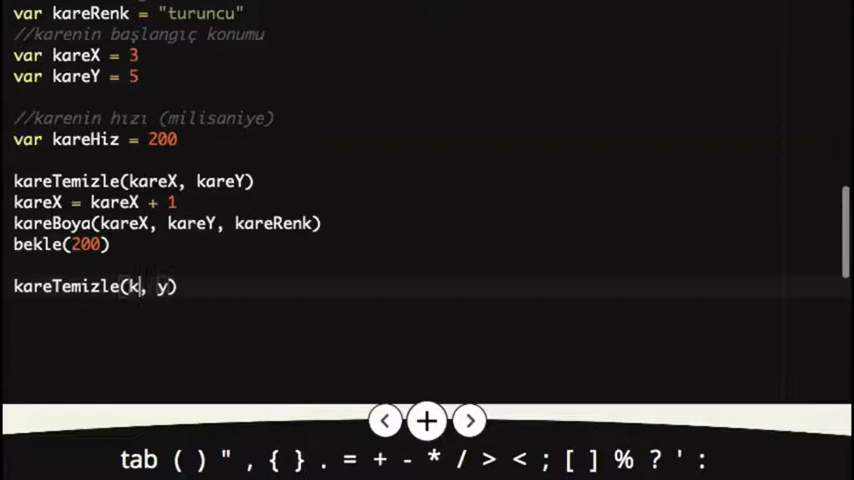 var kareRenk = "turuncu"
//karenin başlangıç konumu
var kareX = 3
var kareY = 5
//karenin hızı (milisaniye)
var kareHiz = 200
kareTemizle(kareX, kareY)
kareX = kareX + 1
kareBoya(kareX, kareY, kareRenk)
bekle(200)
kareTemizle(k, y)
< + >
tab ( ) " , { } . = + - * / > < ; [ ] % ? ' :